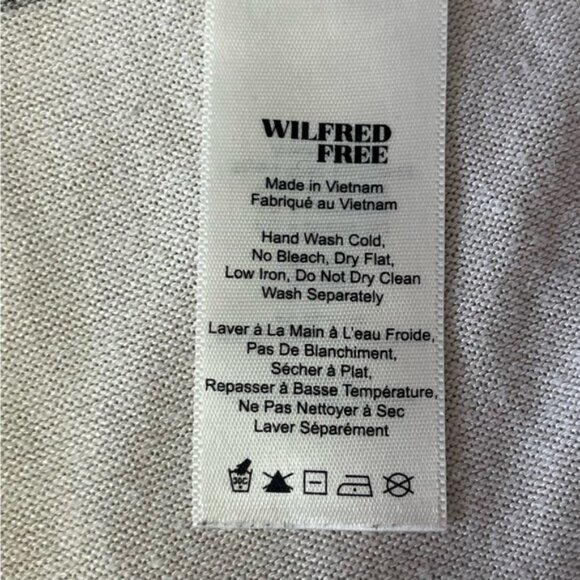 WILFRED
FREE
Made in Vietnam
Fabriqué au Vietnam
Hand Wash Cold,
No Bleach, Dry Flat,
Low Iron, Do Not Dry Clean
Wash Separately
Laver á La Main à L'eau Froide,
Pas De Blanchiment,
Sécher à Plat,
Repasser à Basse Température,
Ne Pas Nettoyer à Sec
Laver Séparément
30C